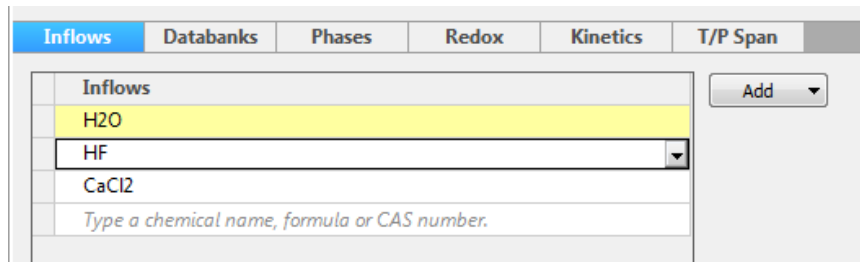 Inflows Databanks Phases Redox Kinetics T/P Span
Inflows
Add
H2O
HF
CaCl2
Type a chemical name, formula or CAS number.